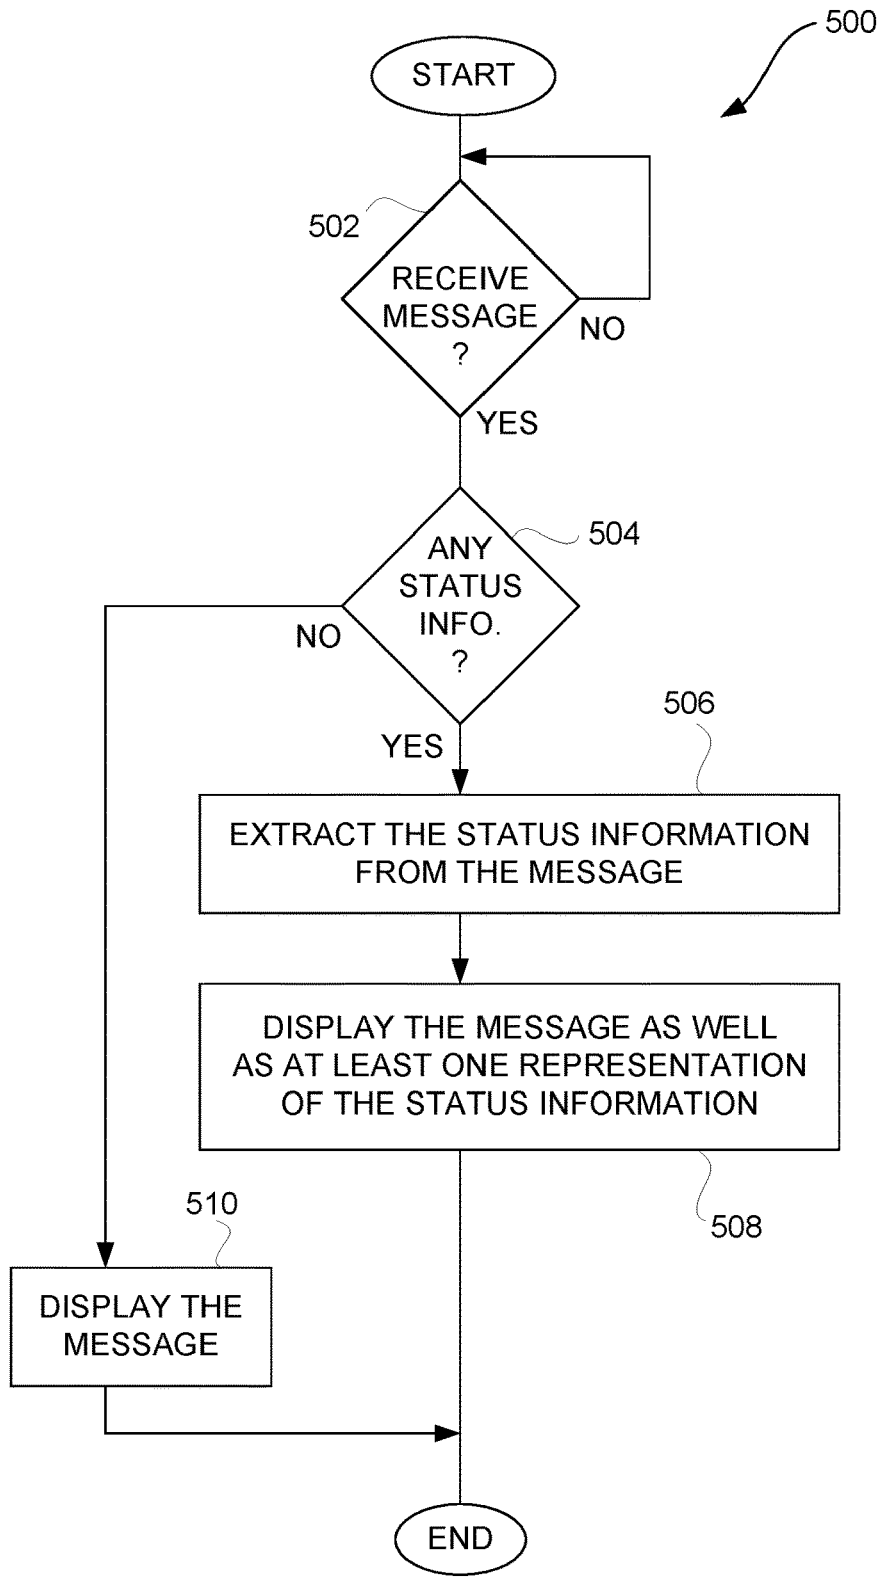 500
START
502
RECEIVE
MESSAGE
?
NO
YES
504
ANY
STATUS
INFO.
?
NO
YES
506
EXTRACT THE STATUS INFORMATION
FROM THE MESSAGE
DISPLAY THE MESSAGE AS WELL
AS AT LEAST ONE REPRESENTATION
OF THE STATUS INFORMATION
508
510
DISPLAY THE
MESSAGE
END